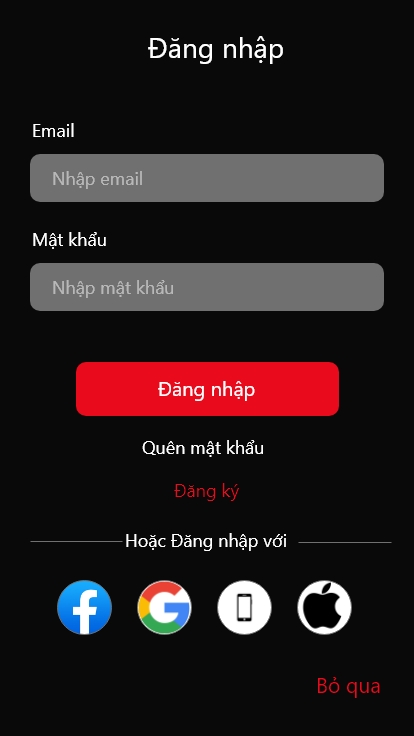 Đăng nhập
Email
Nhập email
Mật khẩu
Nhập mật khẩu
Đăng nhập
Quên mật khẩu
Đăng ký
Hoặc Đăng nhập với
Bỏ qua